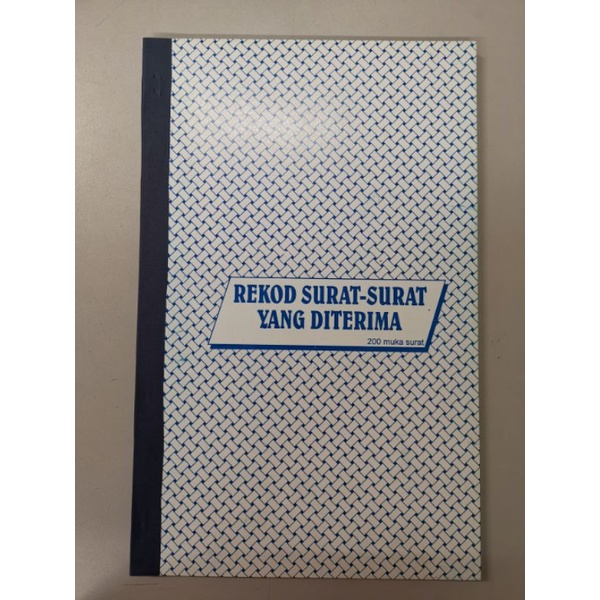 REKOD SURAT-SURAT
YANG DITERIMA
200 muka surat